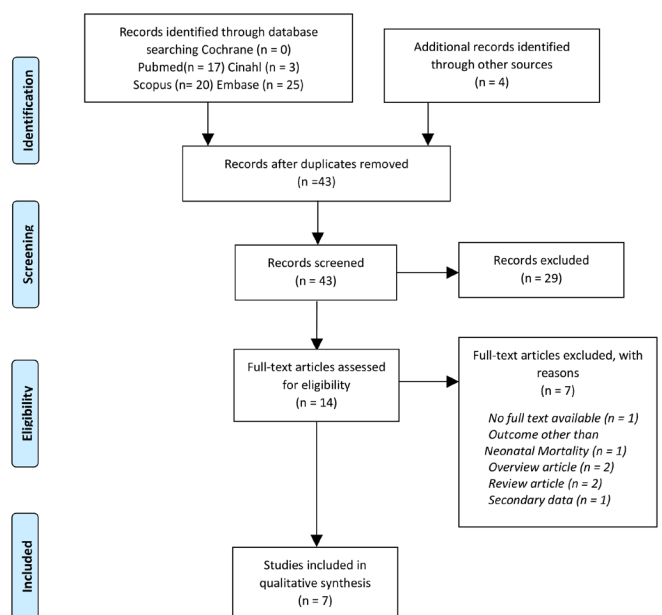 Identification
Records identified through database
searching Cochrane (n = 0)
Pubmed(n = 17) Cinahl (n = 3)
Scopus (n= 20) Embase (n = 25)
Additional records identified
through other sources
(n = 4)
Records after duplicates removed
(n =43)
Screening
Records screened
(n = 43)
Records excluded
(n = 29)
Eligibility
Full-text articles assessed
for eligibility
(n = 14)
Full-text articles excluded, with
reasons
(n = 7)
No full text available (n = 1)
Outcome other than
Neonatal Mortality (n = 1)
Overview article (n = 2)
Review article (n = 2)
Secondary data (n = 1)
Included
Studies included in
qualitative synthesis
(n = 7)